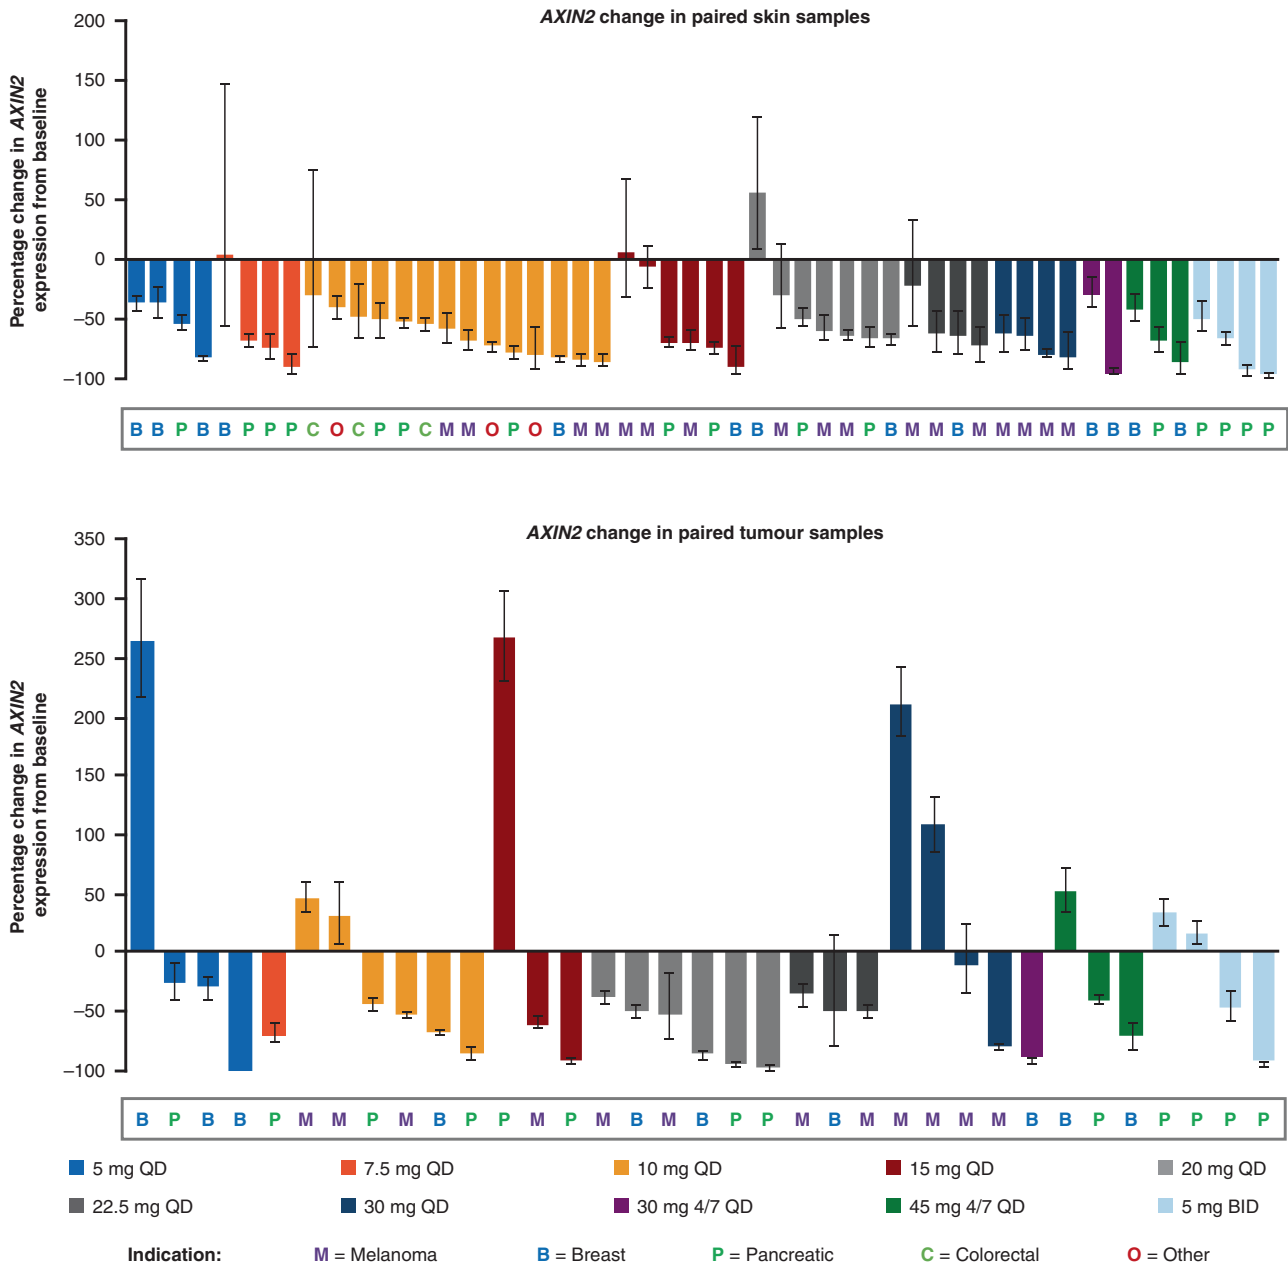 AXIN2 change in paired skin samples
Percentage change in AXIN2
expression from baseline
200
150
100
50
0
–50
–100
B B P B B P P P C O C P P C M M O P O B M M M M P M P B B M P M M P B M M B M M M M M B B B P B P P P P
AXIN2 change in paired tumour samples
Percentage change in AXIN2
expression from baseline
350
300
250
200
150
100
50
0
–50
–100
B P B B P M M P M B P P M P M B M B P P M B M M M M M B B P B P P P P
5 mg QD 7.5 mg QD 10 mg QD 15 mg QD 20 mg QD
22.5 mg QD 30 mg QD 30 mg 4/7 QD 45 mg 4/7 QD 5 mg BID
Indication: M = Melanoma B = Breast P = Pancreatic C = Colorectal O = Other